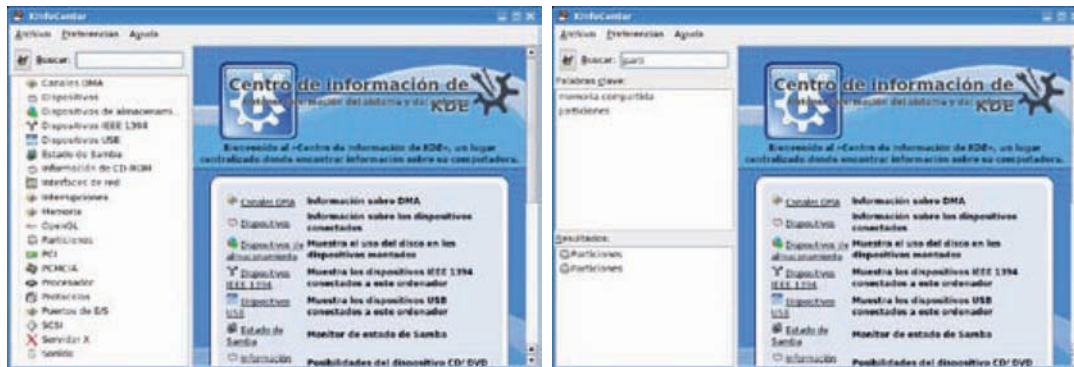 KInfoCenter
Archivo Preferencias Ayuda
Buscar:
Canales DMA
Dispositivos
Dispositivos de almacenami...
Dispositivos IEEE 1394
Dispositivos USB
Estado de Samba
Información de CD-ROM
Interfaces de red
Interrupciones
Memoria
OpenGL
Particiones
PCI
PCMCIA
Procesador
Protocolos
Puertos de E/S
SCSI
Servidor X
Sonido
Centro de información de
KDE
Bienvenido al «Centro de información de KDE», un lugar
centralizado donde encontrar información sobre su computadora.
Canales DMA Información sobre DMA
Dispositivos Información sobre los dispositivos
conectados
Dispositivos de Muestra el uso del disco en los
almacenamiento dispositivos montados
Dispositivos Muestra los dispositivos IEEE 1394
IEEE 1394 conectados a este ordenador
Dispositivos Muestra los dispositivos USB
USB conectados a este ordenador
Estado de Monitor de estado de Samba
Samba
Información Posibilidades del dispositivo CD/DVD
KInfoCenter
Archivo Preferencias Ayuda
Buscar: parti
Palabras clave:
memoria compartida
particiones
Resultados:
Particiones
Particiones
Centro de información de
KDE
Bienvenido al «Centro de información de KDE», un lugar
centralizado donde encontrar información sobre su computadora.
Canales DMA Información sobre DMA
Dispositivos Información sobre los dispositivos
conectados
Dispositivos de Muestra el uso del disco en los
almacenamiento dispositivos montados
Dispositivos Muestra los dispositivos IEEE 1394
IEEE 1394 conectados a este ordenador
Dispositivos Muestra los dispositivos USB
USB conectados a este ordenador
Estado de Monitor de estado de Samba
Samba
Información Posibilidades del dispositivo CD/DVD